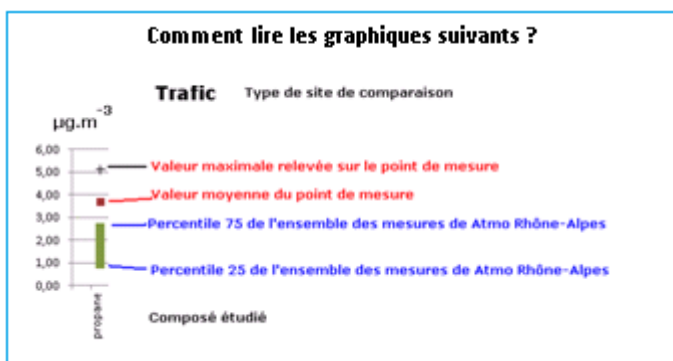 Comment lire les graphiques suivants ?
Trafic Type de site de comparaison
µg.m⁻³
6,00
5,00 Valeur maximale relevée sur le point de mesure
4,00 Valeur moyenne du point de mesure
3,00 Percentile 75 de l'ensemble des mesures de Atmo Rhône-Alpes
2,00
1,00 Percentile 25 de l'ensemble des mesures de Atmo Rhône-Alpes
0,00
propane
Composé étudié